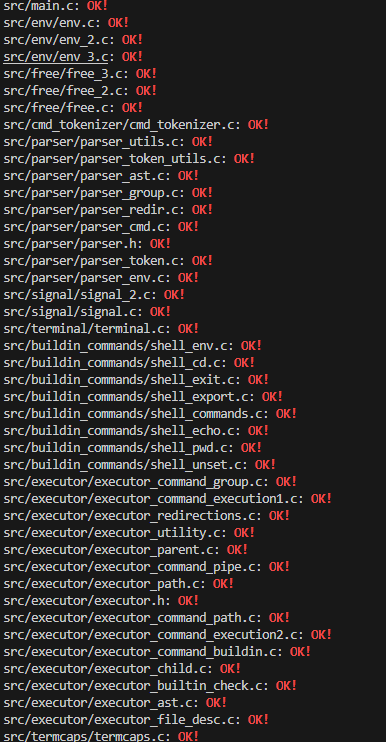 src/main.c: OK!
src/env/env.c: OK!
src/env/env_2.c: OK!
src/env/env_3.c: OK!
src/free/free_3.c: OK!
src/free/free_2.c: OK!
src/free/free.c: OK!
src/cmd_tokenizer/cmd_tokenizer.c: OK!
src/parser/parser_utils.c: OK!
src/parser/parser_token_utils.c: OK!
src/parser/parser_ast.c: OK!
src/parser/parser_group.c: OK!
src/parser/parser_redir.c: OK!
src/parser/parser_cmd.c: OK!
src/parser/parser.h: OK!
src/parser/parser_token.c: OK!
src/parser/parser_env.c: OK!
src/signal/signal_2.c: OK!
src/signal/signal.c: OK!
src/terminal/terminal.c: OK!
src/buildin_commands/shell_env.c: OK!
src/buildin_commands/shell_cd.c: OK!
src/buildin_commands/shell_exit.c: OK!
src/buildin_commands/shell_export.c: OK!
src/buildin_commands/shell_commands.c: OK!
src/buildin_commands/shell_echo.c: OK!
src/buildin_commands/shell_pwd.c: OK!
src/buildin_commands/shell_unset.c: OK!
src/executor/executor_command_group.c: OK!
src/executor/executor_command_execution1.c: OK!
src/executor/executor_redirections.c: OK!
src/executor/executor_utility.c: OK!
src/executor/executor_parent.c: OK!
src/executor/executor_command_pipe.c: OK!
src/executor/executor_path.c: OK!
src/executor/executor.h: OK!
src/executor/executor_command_path.c: OK!
src/executor/executor_command_execution2.c: OK!
src/executor/executor_command_buildin.c: OK!
src/executor/executor_child.c: OK!
src/executor/executor_builtin_check.c: OK!
src/executor/executor_ast.c: OK!
src/executor/executor_file_desc.c: OK!
src/termcaps/termcaps.c: OK!